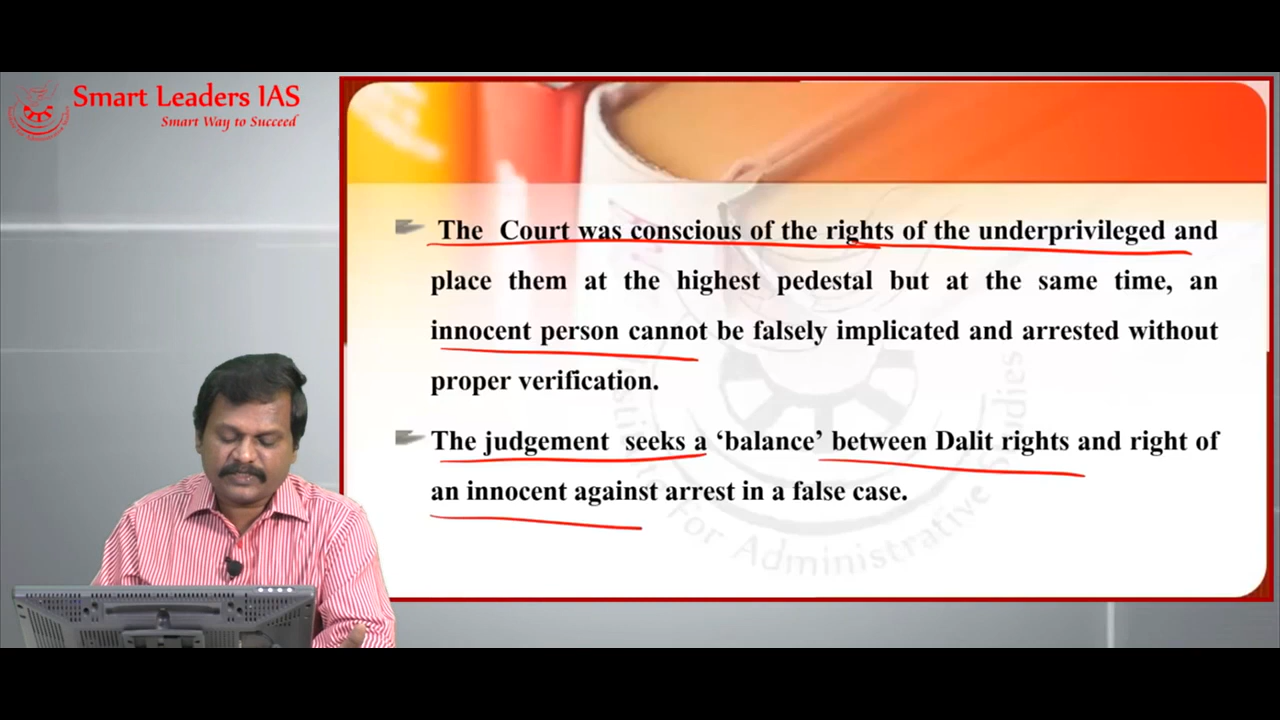 Smart Leaders IAS
Smart Way to Succeed
The Court was conscious of the rights of the underprivileged and
place them at the highest pedestal but at the same time, an
innocent person cannot be falsely implicated and arrested without
proper verification.
The judgement seeks a ‘balance’ between Dalit rights and right of
an innocent against arrest in a false case.
For Administrative Studies